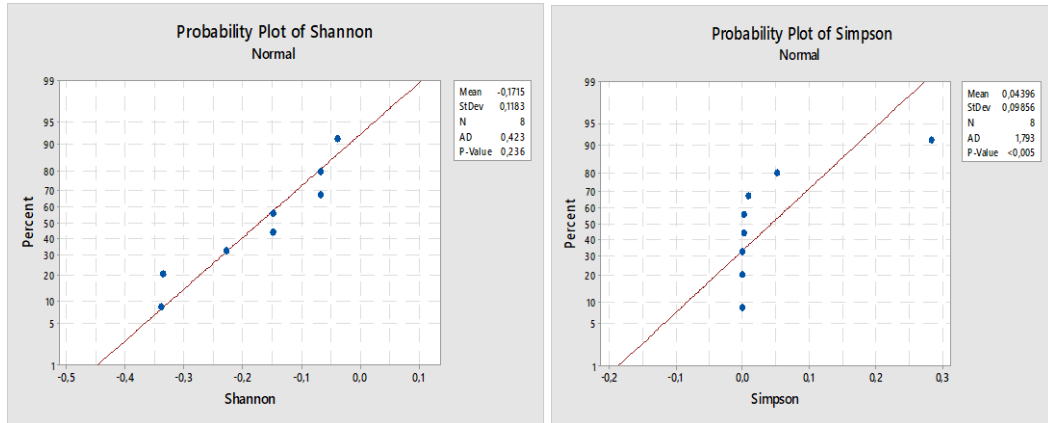 Probability Plot of Shannon
Normal
99
95
90
80
70
60
50
40
30
20
10
5
1
Percent
-0,5 -0,4 -0,3 -0,2 -0,1 0,0 0,1
Shannon
Mean -0,1715
StDev 0,1183
N 8
AD 0,423
P-Value 0,236
Probability Plot of Simpson
Normal
99
95
90
80
70
60
50
40
30
20
10
5
1
Percent
-0,2 -0,1 0,0 0,1 0,2 0,3
Simpson
Mean 0,04396
StDev 0,09856
N 8
AD 1,793
P-Value <0,005